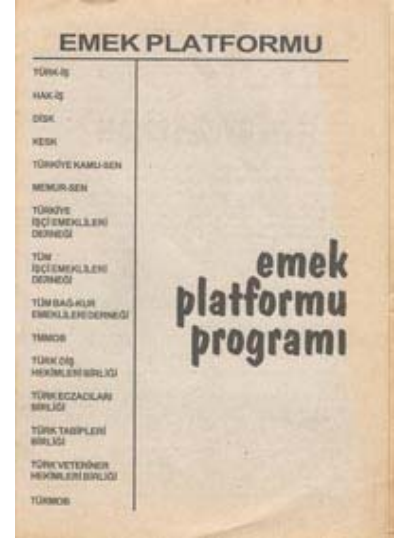 EMEK PLATFORMU
TÜRK-İŞ
HAK-İŞ
DİSK
KESK
TÜRKİYE KAMU-SEN
MEMUR-SEN
TÜRKİYE
İŞÇİ EMEKLİLERİ
DERNEĞİ
TÜM
İŞÇİ EMEKLİLERİ
DERNEĞİ
TÜM BAĞ-KUR
EMEKLİLERİ DERNEĞİ
TMMOB
TÜRK DİŞ
HEKİMLERİ BİRLİĞİ
TÜRK ECZACILARI
BİRLİĞİ
TÜRK TABİPLERİ
BİRLİĞİ
TÜRK VETERİNER
HEKİMLERİ BİRLİĞİ
TÜRMOB
emek
platformu
programı